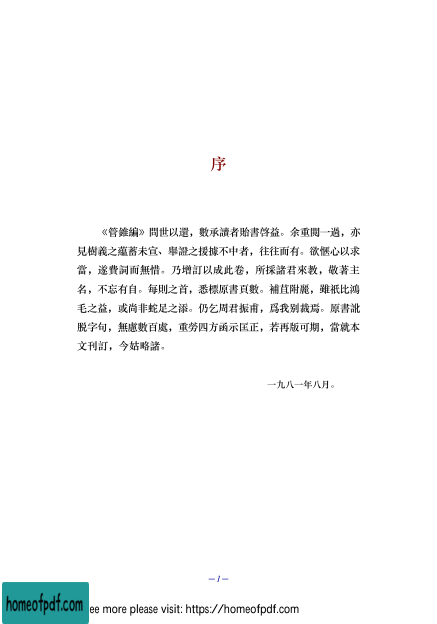 序
《管錐編》問世以還，數承讀者貽書啓益。余重閱一過，亦
見樹義之蘊蓄未宣、舉證之援據不中者，往往而有。欲愜心以求
當，遂費詞而無惜。乃增訂以成此卷，所採諸君來教，敬著主
名，不忘有自。每則之首，悉標原書頁數。補苴附麗，雖祇比鴻
毛之益，或尚非蛇足之添。仍乞周君振甫，爲我別裁焉。原書訛
脱字句，無慮數百處，重勞四方函示匡正，若再版可期，當就本
文刊訂，今姑略諸。
一九八一年八月。
— 1 —
homeofpdf.com
ee more please visit: https://homeofpdf.com